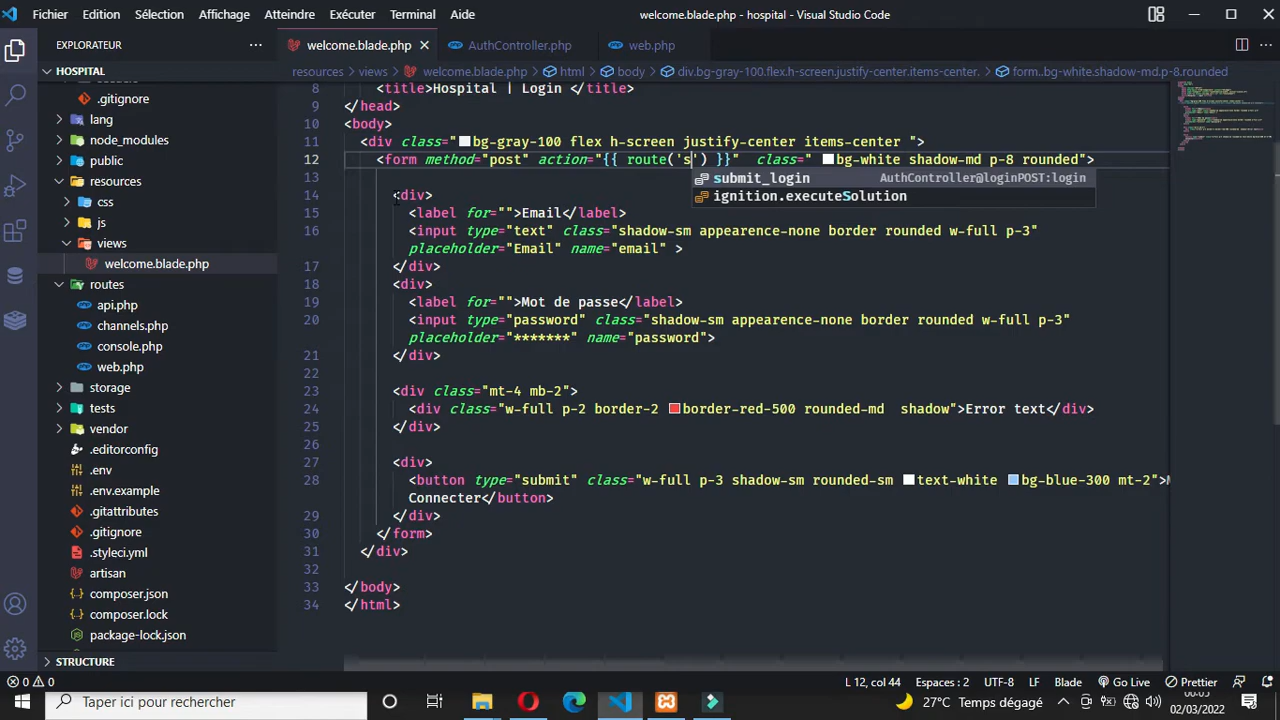 Fichier Edition Sélection Affichage Atteindre Exécuter Terminal Aide welcome.blade.php - hospital - Visual Studio Code
EXPLORATEUR ··· welcome.blade.php AuthController.php web.php
HOSPITAL
.gitignore
lang
node_modules
public
resources
css
js
views
welcome.blade.php
routes
api.php
channels.php
console.php
web.php
storage
tests
vendor
.editorconfig
.env
.env.example
.gitattributes
.gitignore
.styleci.yml
artisan
composer.json
composer.lock
package-lock.json
STRUCTURE
resources > views > welcome.blade.php > html > body > div.bg-gray-100.flex.h-screen.justify-center.items-center. > form..bg-white.shadow-md.p-8.rounded
8 <title>Hospital | Login </title>
9 </head>
10 <body>
11 <div class="bg-gray-100 flex h-screen justify-center items-center ">
12 <form method="post" action="{{ route('s') }}" class=" bg-white shadow-md p-8 rounded">
submit_login AuthController@loginPOST:login
ignition.executeSolution
13
14 <div>
15 <label for="">Email</label>
16 <input type="text" class="shadow-sm appearence-none border rounded w-full p-3"
placeholder="Email" name="email" >
17 </div>
18 <div>
19 <label for="">Mot de passe</label>
20 <input type="password" class="shadow-sm appearence-none border rounded w-full p-3"
placeholder="*******" name="password">
21 </div>
22
23 <div class="mt-4 mb-2">
24 <div class="w-full p-2 border-2 border-red-500 rounded-md  shadow">Error text</div>
25 </div>
26
27 <div>
28 <button type="submit" class="w-full p-3 shadow-sm rounded-sm text-white bg-blue-300 mt-2">
Connecter</button>
29 </div>
30 </form>
31 </div>
32
33 </body>
34 </html>
0 0 L 12, col 44 Espaces : 2 UTF-8 LF Blade Go Live Prettier
Taper ici pour rechercher 27°C Temps dégagé 00:05
02/03/2022